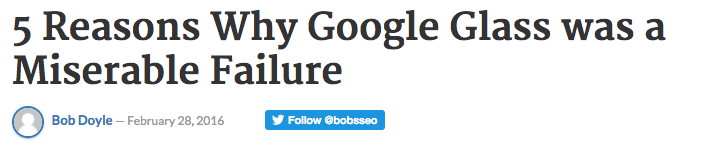 5 Reasons Why Google Glass was a
Miserable Failure
Bob Doyle — February 28, 2016 Follow @bobsseo